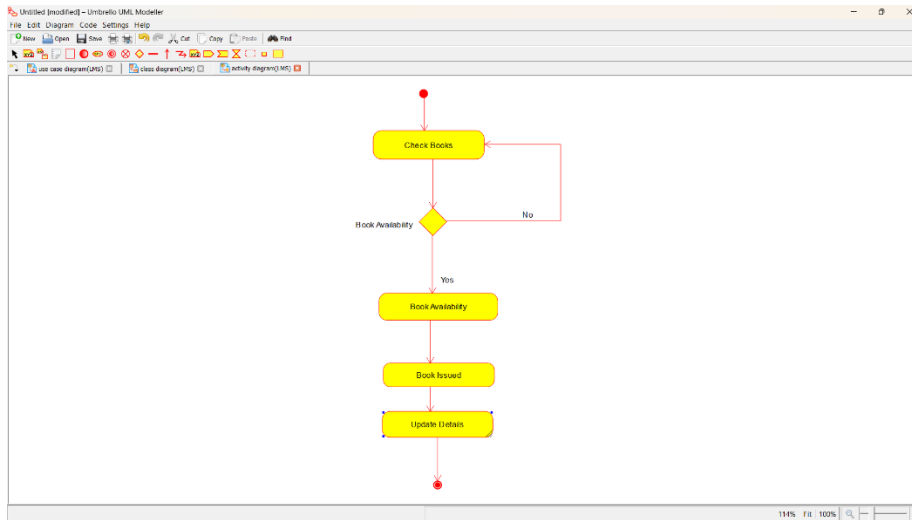 Untitled [modified] – Umbrello UML Modeller
File Edit Diagram Code Settings Help
New Open Save Cut Copy Paste Find
use case diagram(LMS) class diagram(LMS) activity diagram(LMS)
Check Books
No
Book Availability
Yes
Book Availability
Book Issued
Update Details
114% Fit 100%